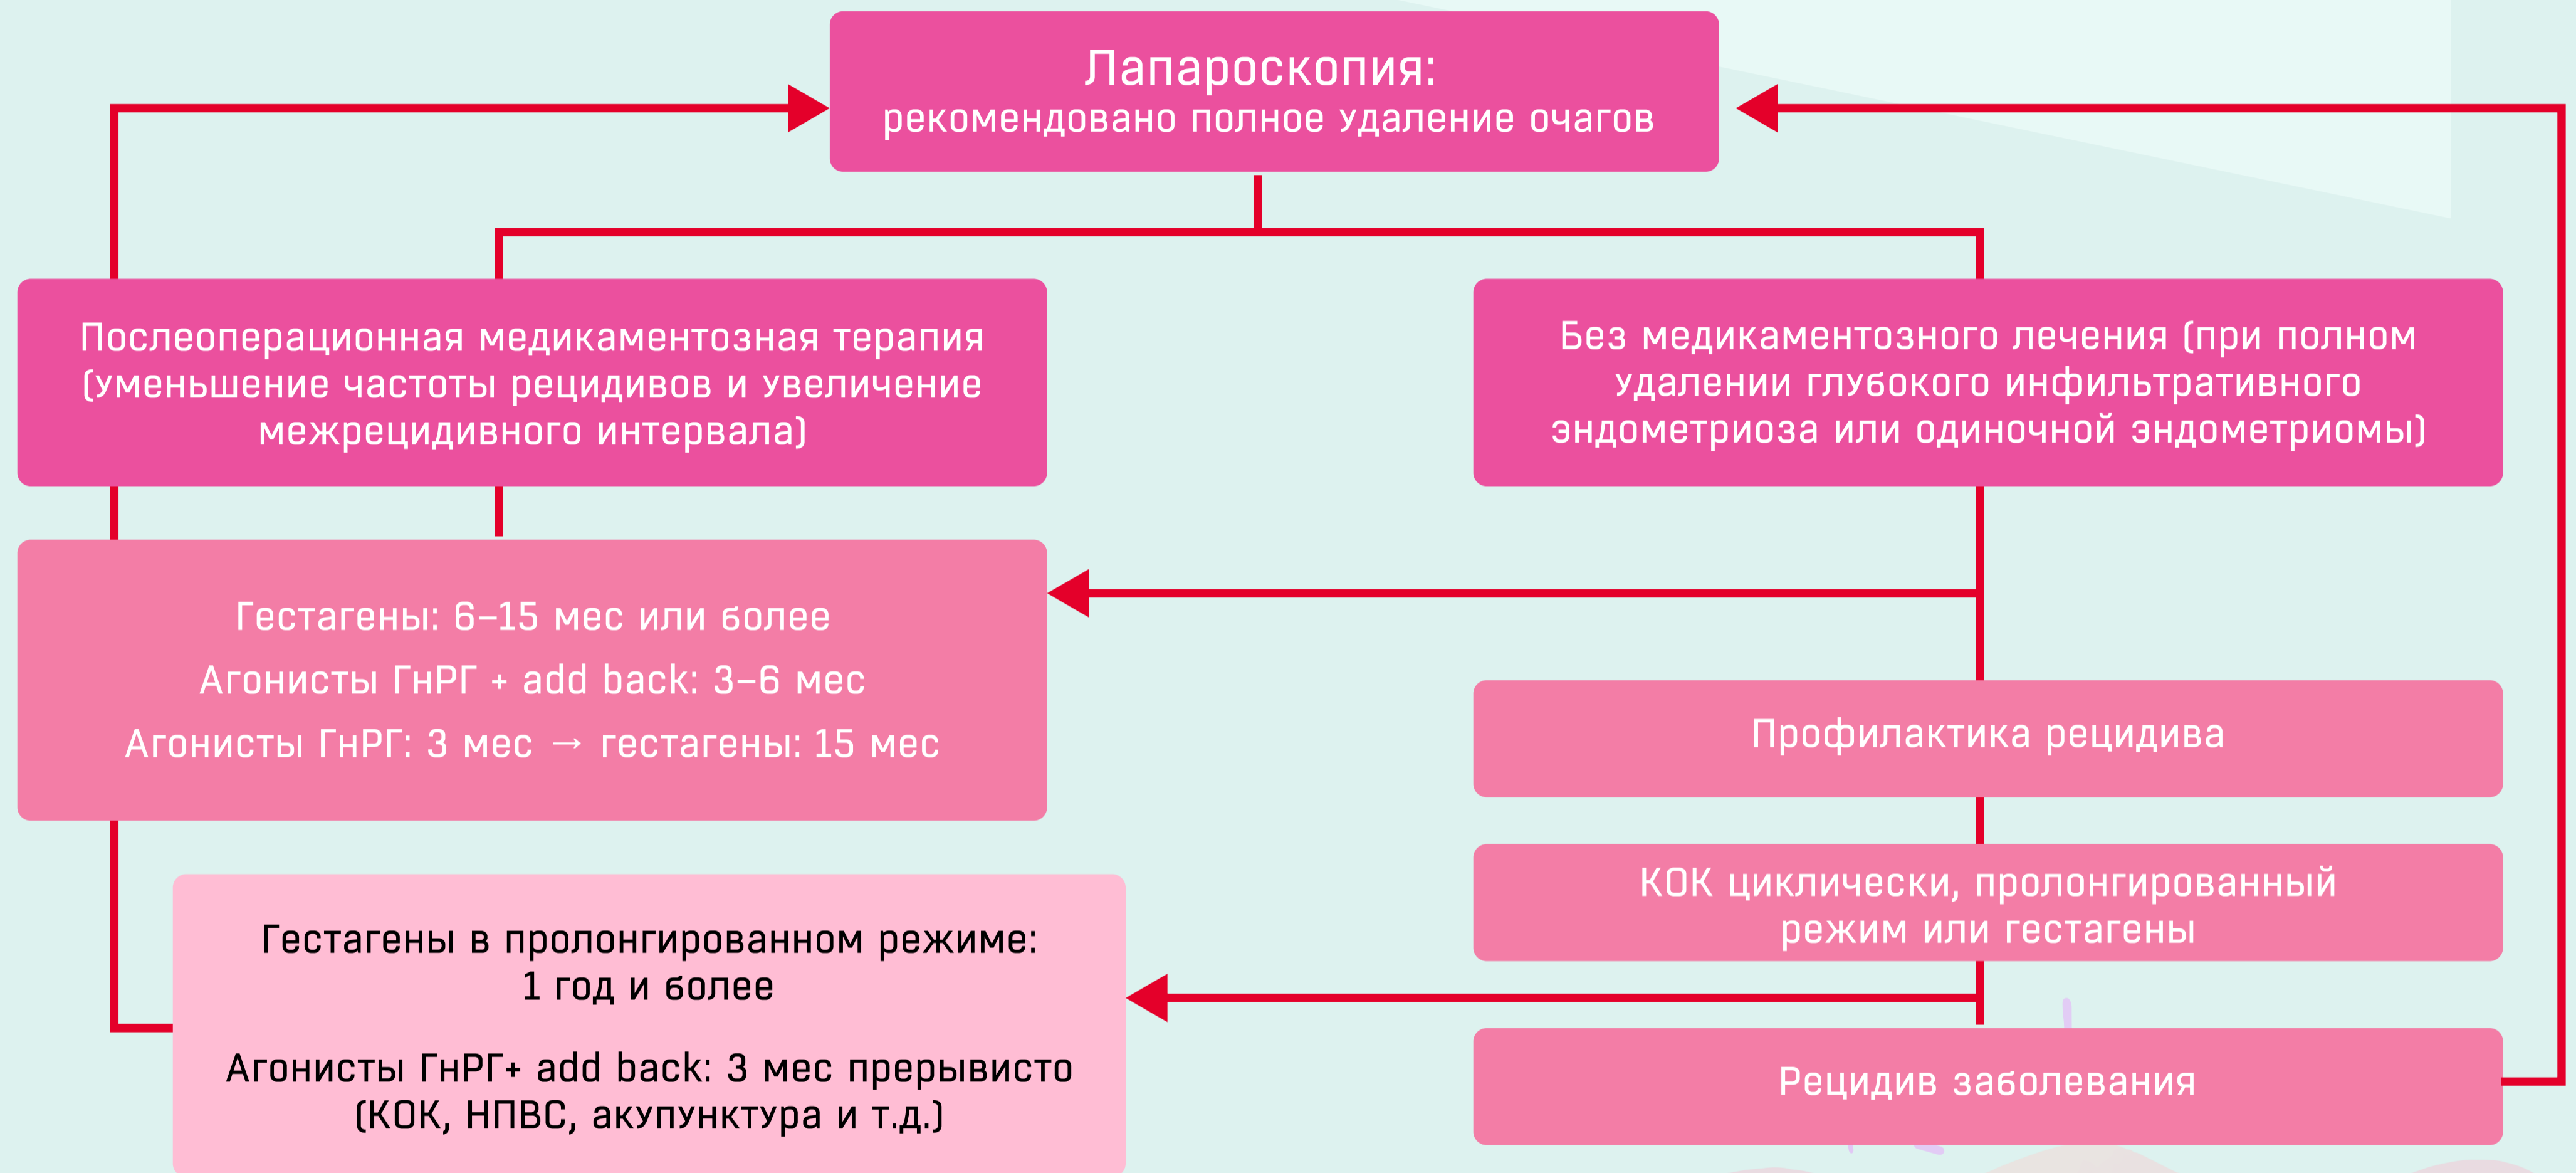 Лапароскопия:
рекомендовано полное удаление очагов
Послеоперационная медикаментозная терапия
(уменьшение частоты рецидивов и увеличение
межрецидивного интервала)
Без медикаментозного лечения (при полном
удалении глубокого инфильтративного
эндометриоза или одиночной эндометриомы)
Гестагены: 6–15 мес или более
Агонисты ГнРГ + add back: 3–6 мес
Агонисты ГнРГ: 3 мес → гестагены: 15 мес
Профилактика рецидива
КОК циклически, пролонгированный
режим или гестагены
Гестагены в пролонгированном режиме:
1 год и более
Агонисты ГнРГ+ add back: 3 мес прерывисто
(КОК, НПВС, акупунктура и т.д.)
Рецидив заболевания